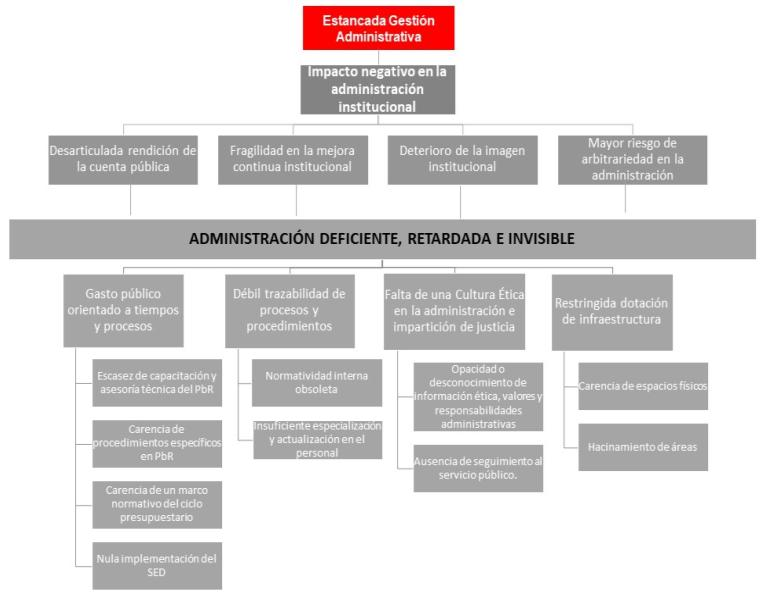 Estancada Gestión
Administrativa
Impacto negativo en la
administración
institucional
Desarticulada rendición de
la cuenta pública
Fragilidad en la mejora
continua institucional
Deterioro de la imagen
institucional
Mayor riesgo de
arbitrariedad en la
administración
ADMINISTRACIÓN DEFICIENTE, RETARDADA E INVISIBLE
Gasto público
orientado a tiempos
y procesos
Escasez de capacitación y
asesoría técnica del PbR
Carencia de
procedimientos específicos
en PbR
Carencia de un marco
normativo del ciclo
presupuestario
Nula implementación del
SED
Débil trazabilidad de
procesos y
procedimientos
Normatividad interna
obsoleta
Insuficiente especialización
y actualización en el
personal
Falta de una Cultura Ética
en la administración e
impartición de justicia
Opacidad o
desconocimiento de
información ética, valores y
responsabilidades
administrativas
Ausencia de seguimiento al
servicio público.
Restringida dotación
de infraestructura
Carencia de espacios físicos
Hacinamiento de áreas